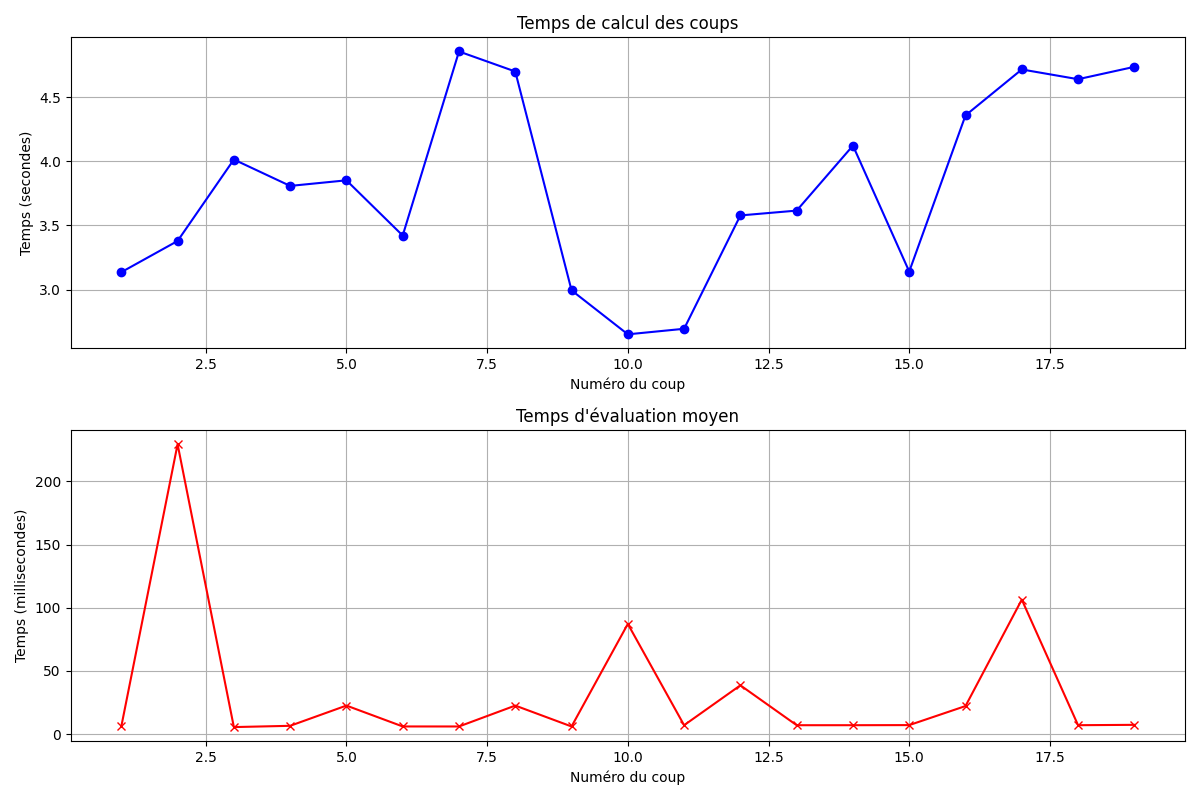 Temps de calcul des coups
Temps (secondes)
4.5
4.0
3.5
3.0
2.5 5.0 7.5 10.0 12.5 15.0 17.5
Numéro du coup
Temps d'évaluation moyen
Temps (millisecondes)
200
150
100
50
0
2.5 5.0 7.5 10.0 12.5 15.0 17.5
Numéro du coup